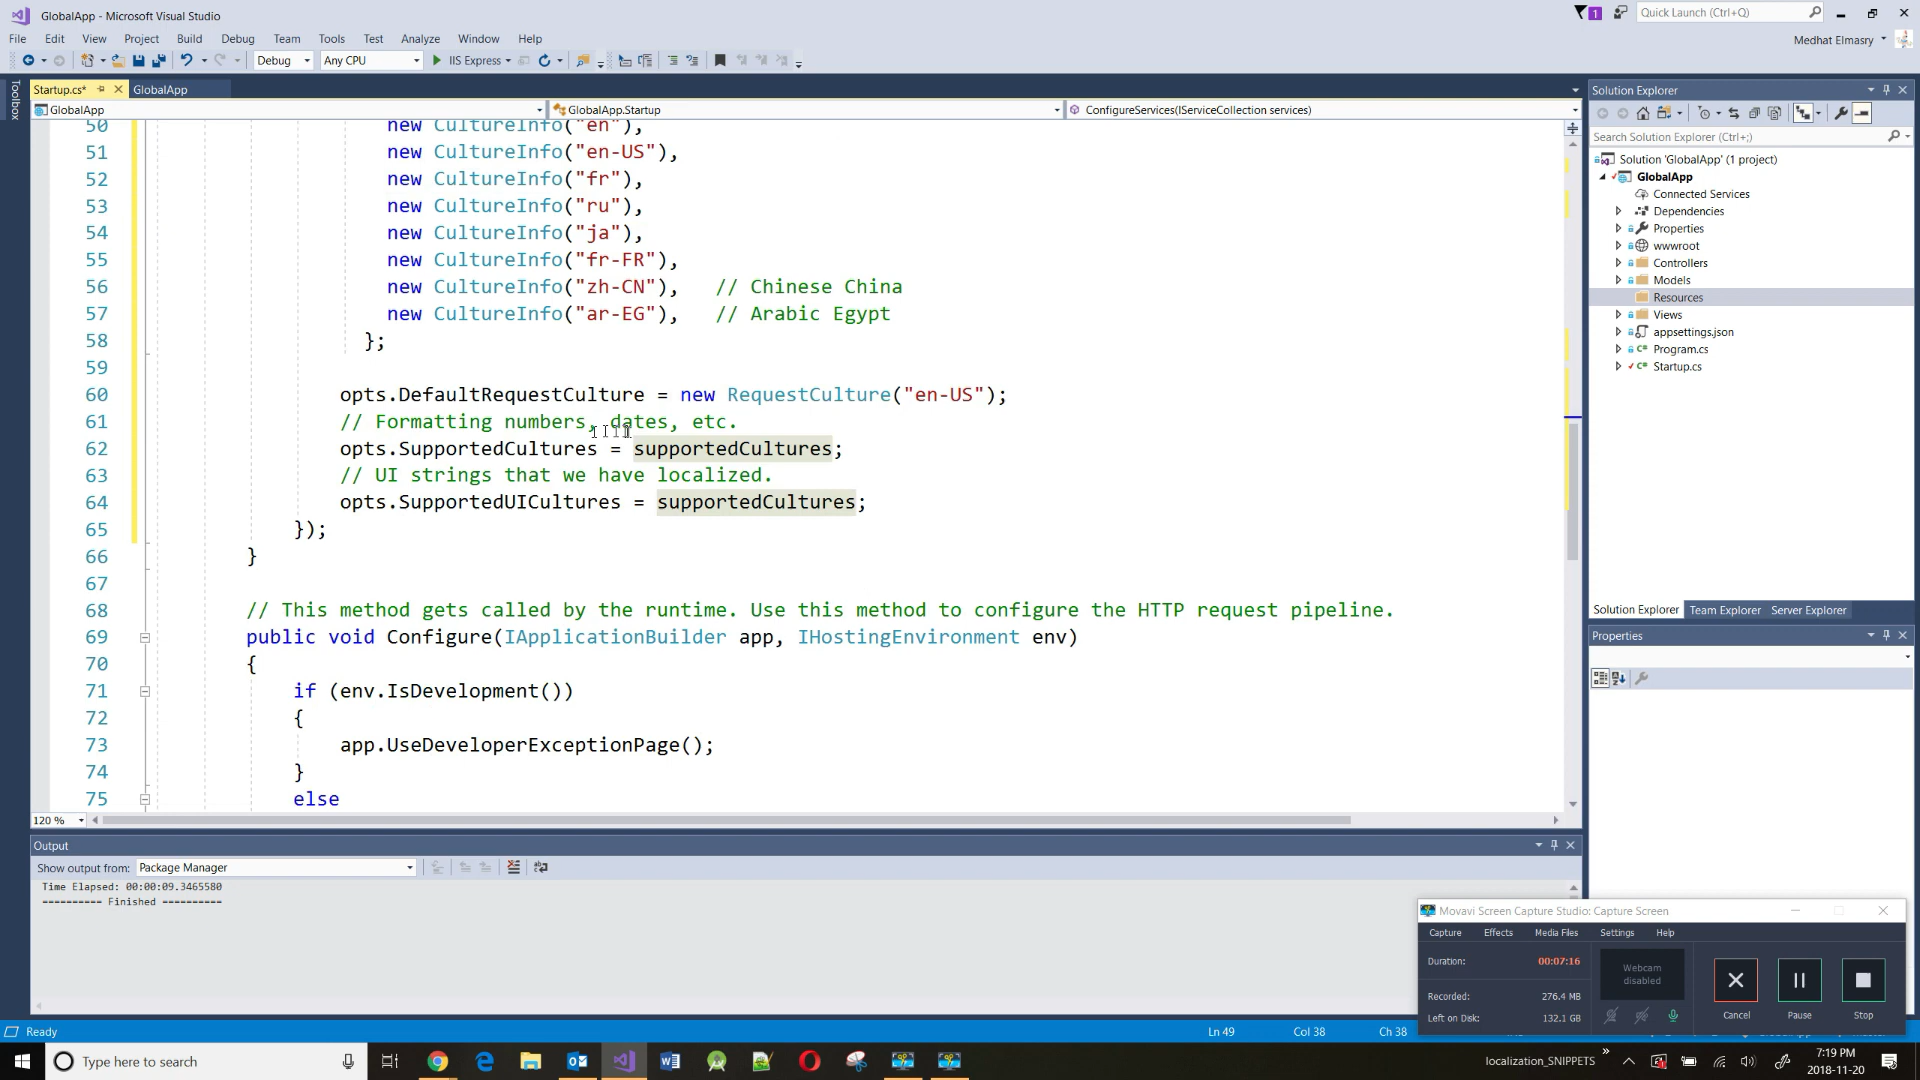 GlobalApp - Microsoft Visual Studio
1
Quick Launch (Ctrl+Q)
File Edit View Project Build Debug Team Tools Test Analyze Window Help
Medhat Elmasry
Debug Any CPU IIS Express
Toolbox
Startup.cs* GlobalApp
GlobalApp GlobalApp.Startup ConfigureServices(IServiceCollection services)
50 new CultureInfo("en"),
51 new CultureInfo("en-US"),
52 new CultureInfo("fr"),
53 new CultureInfo("ru"),
54 new CultureInfo("ja"),
55 new CultureInfo("fr-FR"),
56 new CultureInfo("zh-CN"), // Chinese China
57 new CultureInfo("ar-EG"), // Arabic Egypt
58 };
59
60 opts.DefaultRequestCulture = new RequestCulture("en-US");
61 // Formatting numbers, dates, etc.
62 opts.SupportedCultures = supportedCultures;
63 // UI strings that we have localized.
64 opts.SupportedUICultures = supportedCultures;
65 });
66 }
67
68 // This method gets called by the runtime. Use this method to configure the HTTP request pipeline.
69 public void Configure(IApplicationBuilder app, IHostingEnvironment env)
70 {
71 if (env.IsDevelopment())
72 {
73 app.UseDeveloperExceptionPage();
74 }
75 else
120 %
Output
Show output from: Package Manager
Time Elapsed: 00:00:09.3465580
========== Finished ==========
Ready
Ln 49 Col 38 Ch 38
Solution Explorer
Search Solution Explorer (Ctrl+;)
Solution 'GlobalApp' (1 project)
GlobalApp
Connected Services
Dependencies
Properties
wwwroot
Controllers
Models
Resources
Views
appsettings.json
C# Program.cs
C# Startup.cs
Solution Explorer Team Explorer Server Explorer
Properties
Movavi Screen Capture Studio: Capture Screen
Capture Effects Media Files Settings Help
Duration: 00:07:16
Webcam disabled
Recorded: 276.4 MB
Left on Disk: 132.1 GB
Cancel Pause Stop
Type here to search
localization_SNIPPETS
7:19 PM
2018-11-20